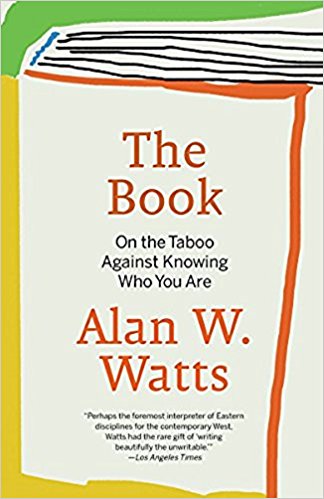 The
Book
On the Taboo
Against Knowing
Who You Are
Alan W.
Watts
"Perhaps the foremost interpreter of Eastern
disciplines for the contemporary West,
Watts had the rare gift of 'writing
beautifully the unwritable.'"
—Los Angeles Times